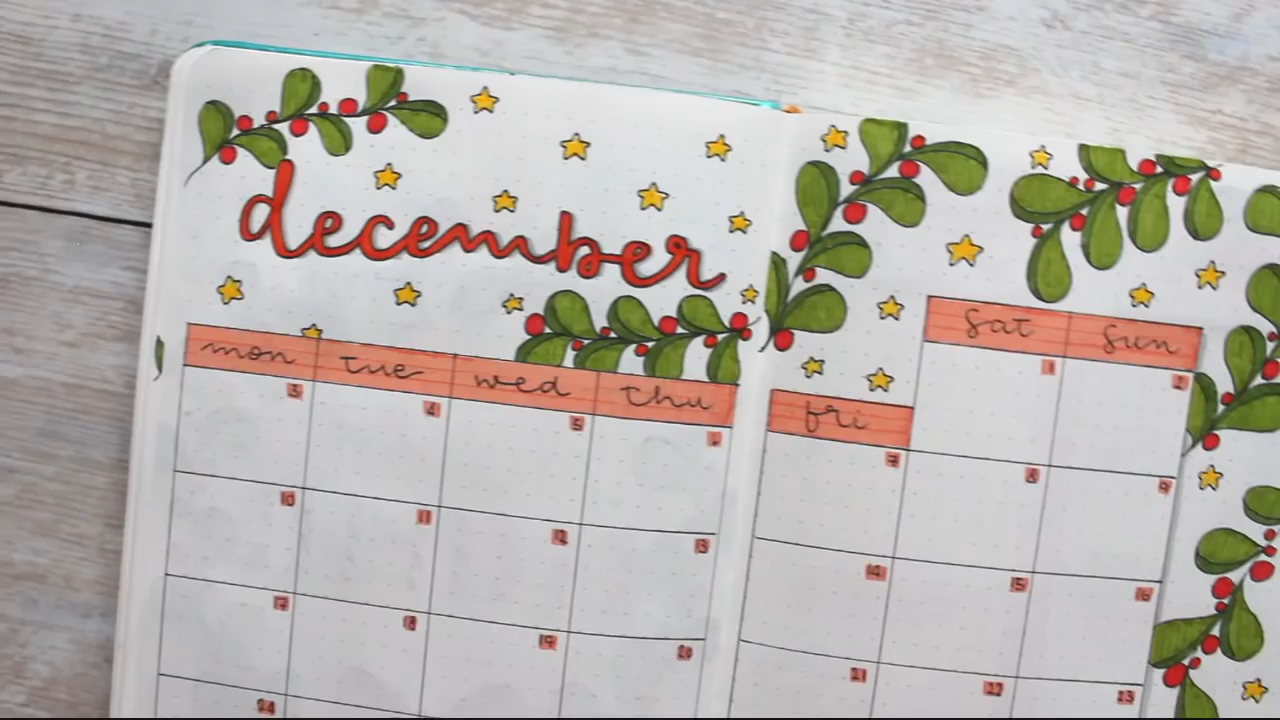 december
sat sun
mon tue wed thu fri
1 2
3 4 5 6 7 8 9
10 11 12 13 14 15 16
17 18 19 20 21 22 23
24